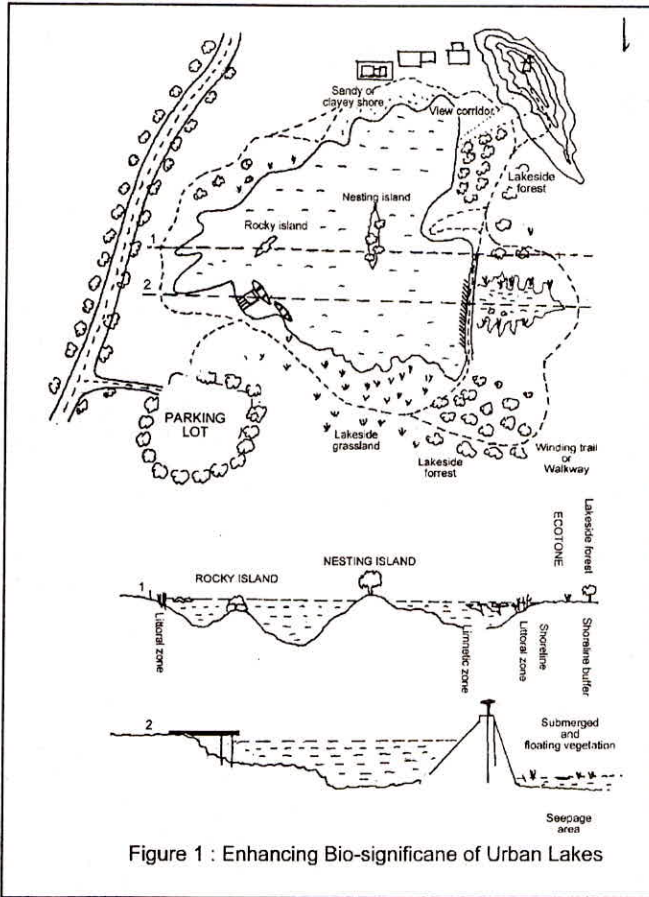 Sandy or
clayey shore
View corridor
Lakeside
forest
Nesting island
Rocky island
1
2
PARKING
LOT
Lakeside
grassland
Lakeside
forrest
Winding trail
or
Walkway
ECOTONE
Lakeside forest
NESTING ISLAND
ROCKY ISLAND
1
Littoral zone
Limnetic zone
Littoral zone
Shoreline
Shoreline buffer
2
Submerged
and
floating vegetation
Seepage
area
Figure 1 : Enhancing Bio-significane of Urban Lakes